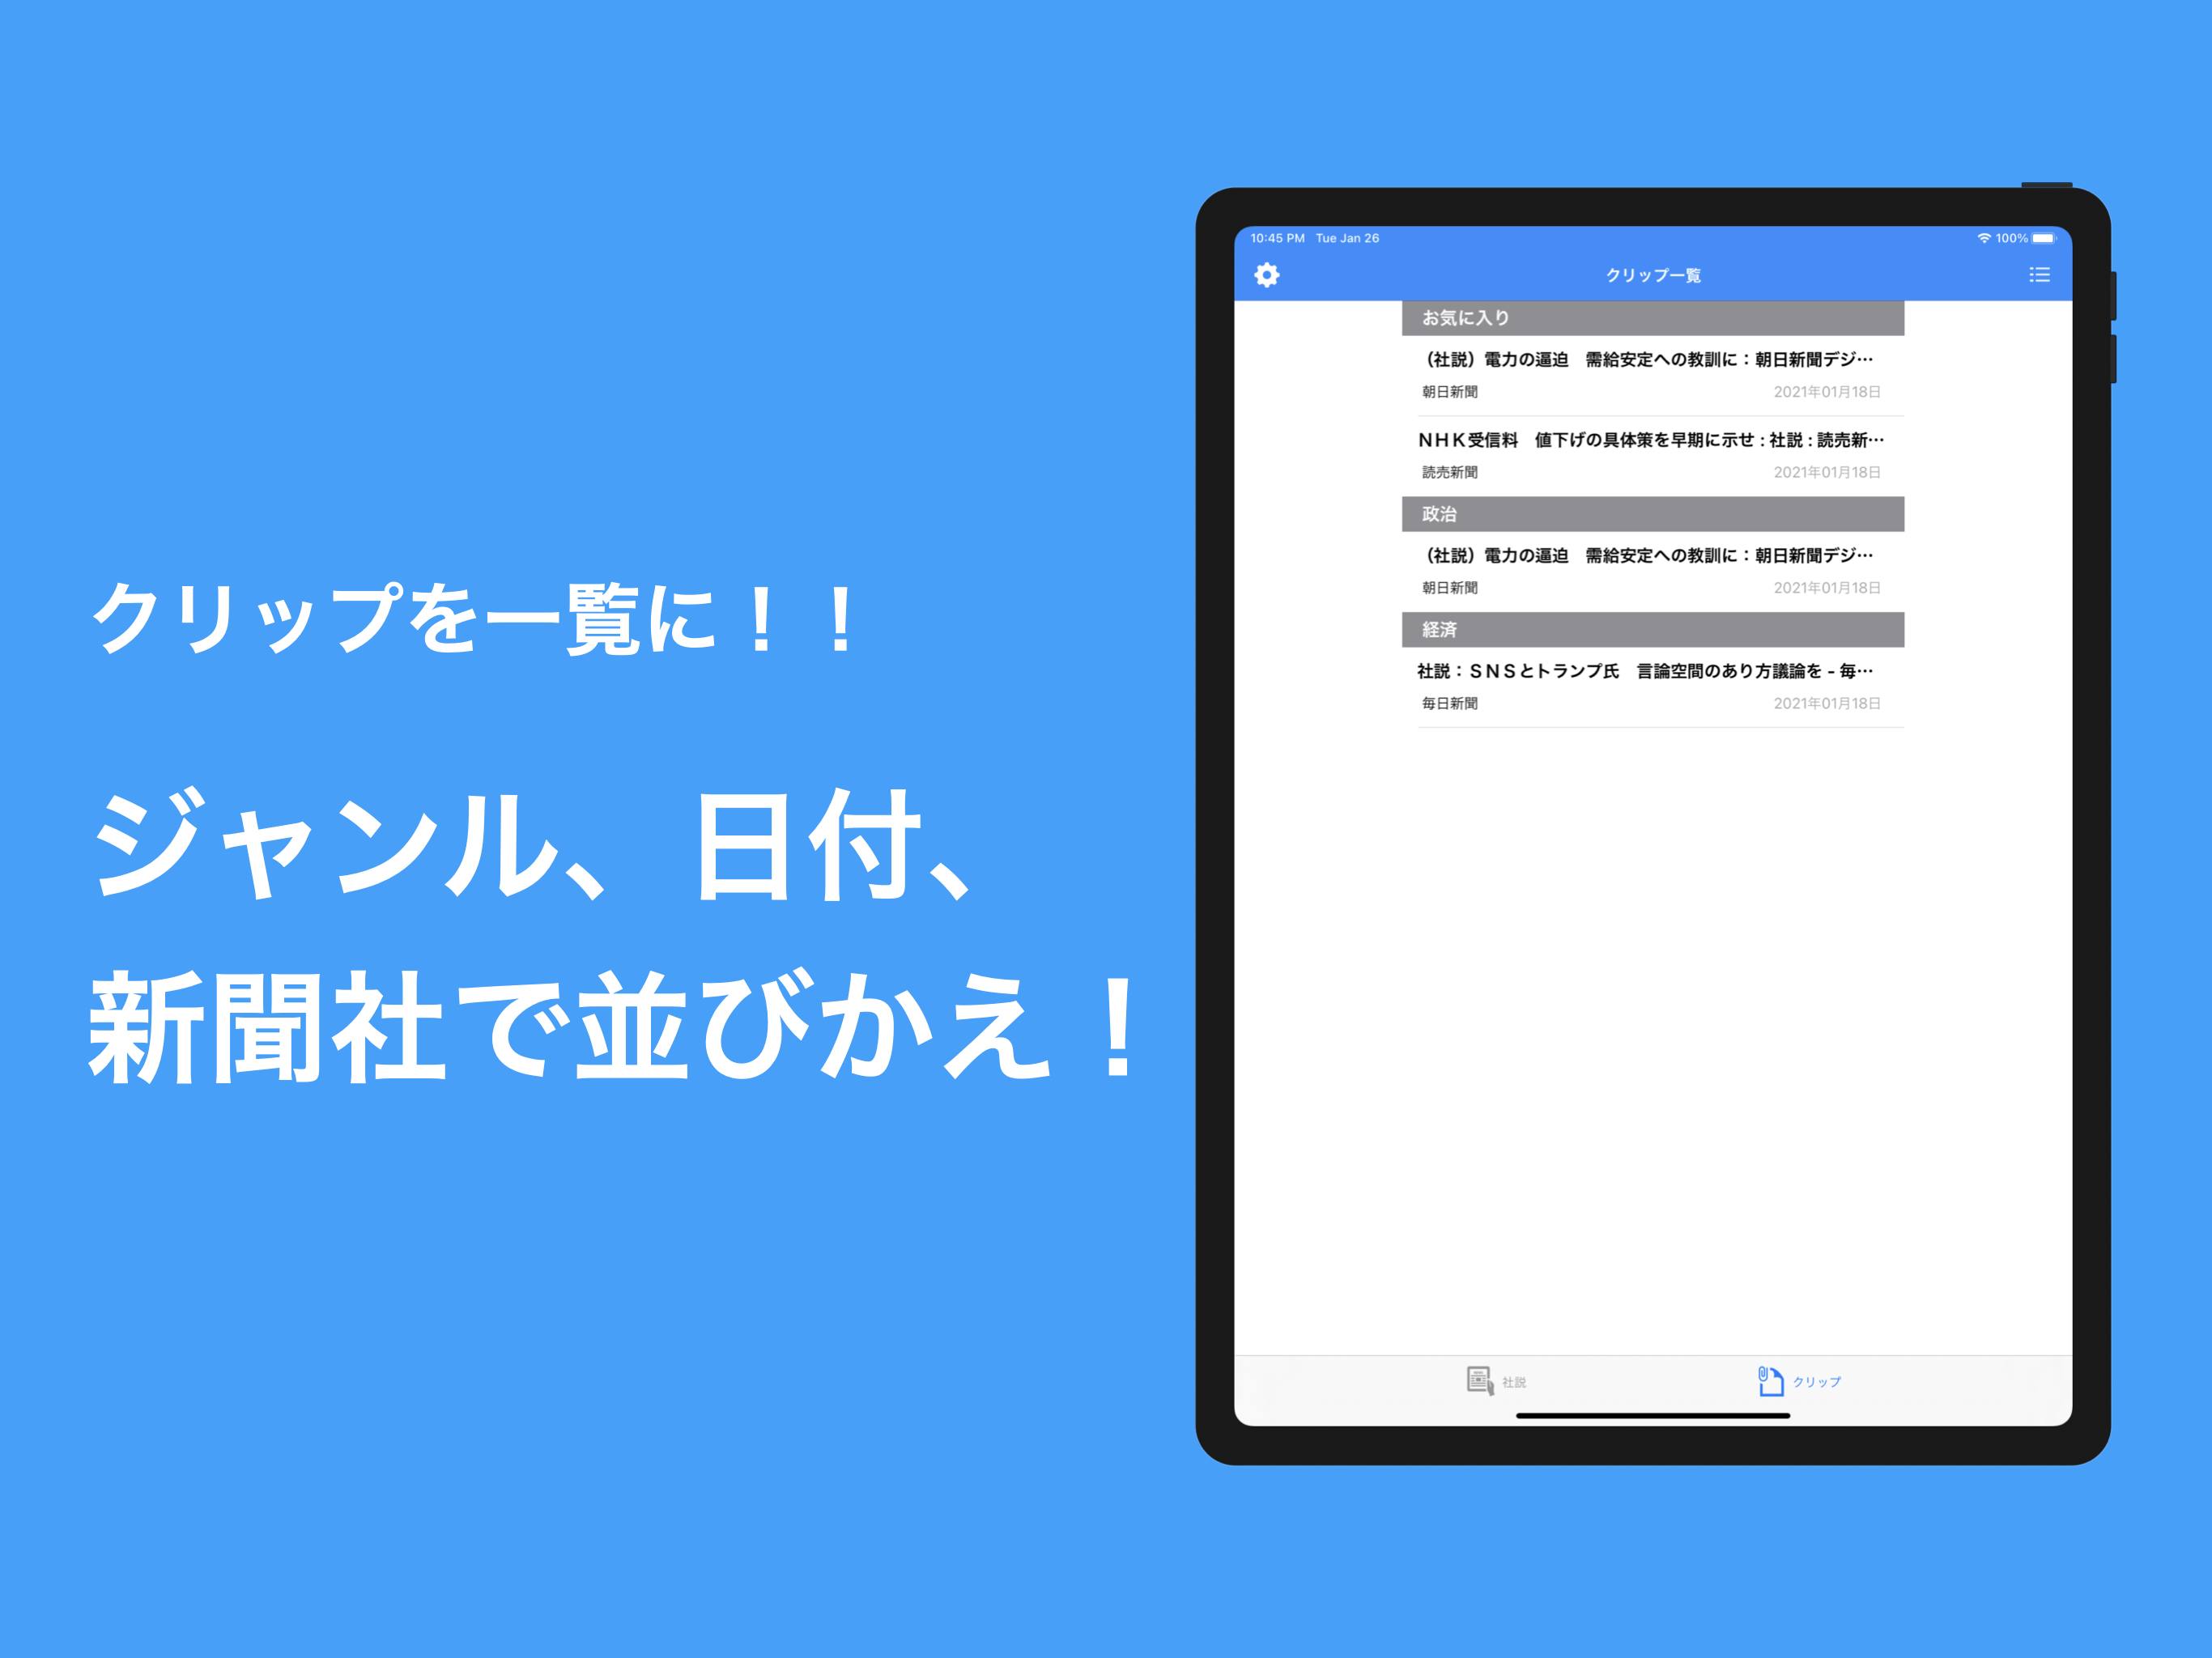 クリップを一覧に！！
ジャンル、日付、
新聞社で並びかえ！
10:45 PM Tue Jan 26
100%
クリップ一覧
お気に入り
（社説）電力の逼迫　需給安定への教訓に：朝日新聞デジ…
朝日新聞 2021年01月18日
ＮＨＫ受信料　値下げの具体策を早期に示せ : 社説 : 読売新…
読売新聞 2021年01月18日
政治
（社説）電力の逼迫　需給安定への教訓に：朝日新聞デジ…
朝日新聞 2021年01月18日
経済
社説：ＳＮＳとトランプ氏　言論空間のあり方議論を - 毎…
毎日新聞 2021年01月18日
社説 クリップ